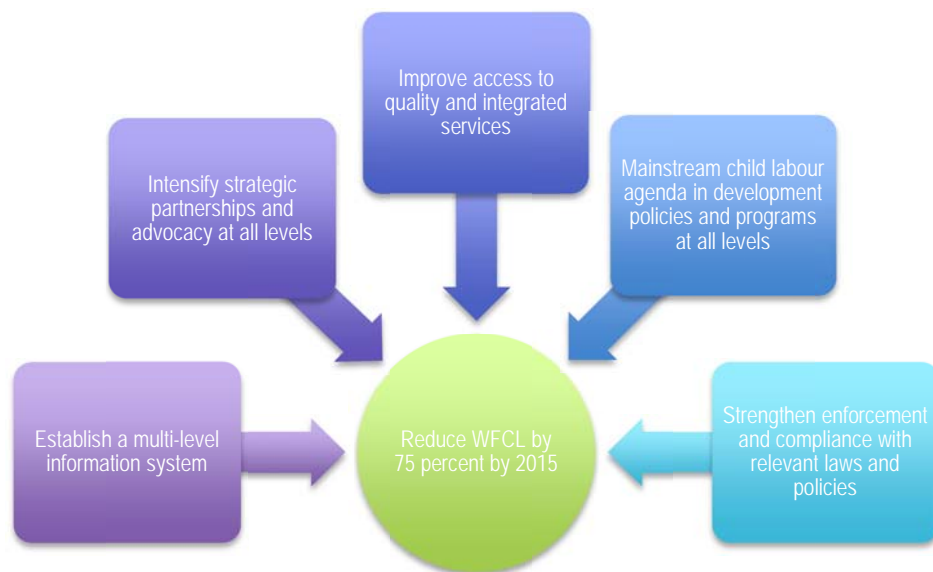 Improve access to
quality and integrated
services
Intensify strategic
partnerships and
advocacy at all levels
Mainstream child labour
agenda in development
policies and programs
at all levels
Establish a multi-level
information system
Reduce WFCL by
75 percent by 2015
Strengthen enforcement
and compliance with
relevant laws and
policies